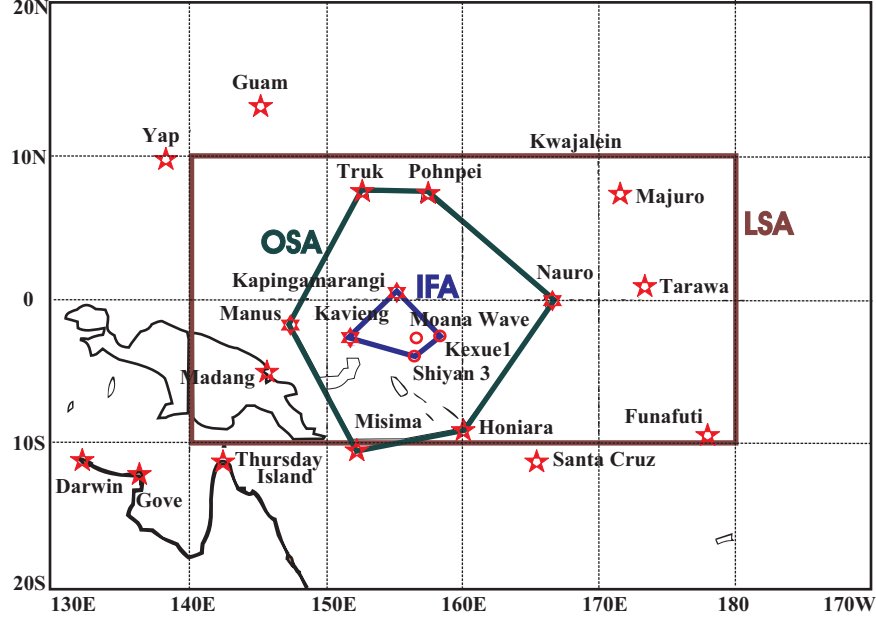 20N
Guam
Yap
Kwajalein
10N
Truk
Pohnpei
Majuro
LSA
OSA
Nauro
Kapingamarangi
IFA
Tarawa
0
Manus
Kavieng
Moana Wave
Kexue1
Madang
Shiyan 3
Misima
Honiara
Funafuti
10S
Thursday
Island
Santa Cruz
Darwin
Gove
20S
130E 140E 150E 160E 170E 180 170W